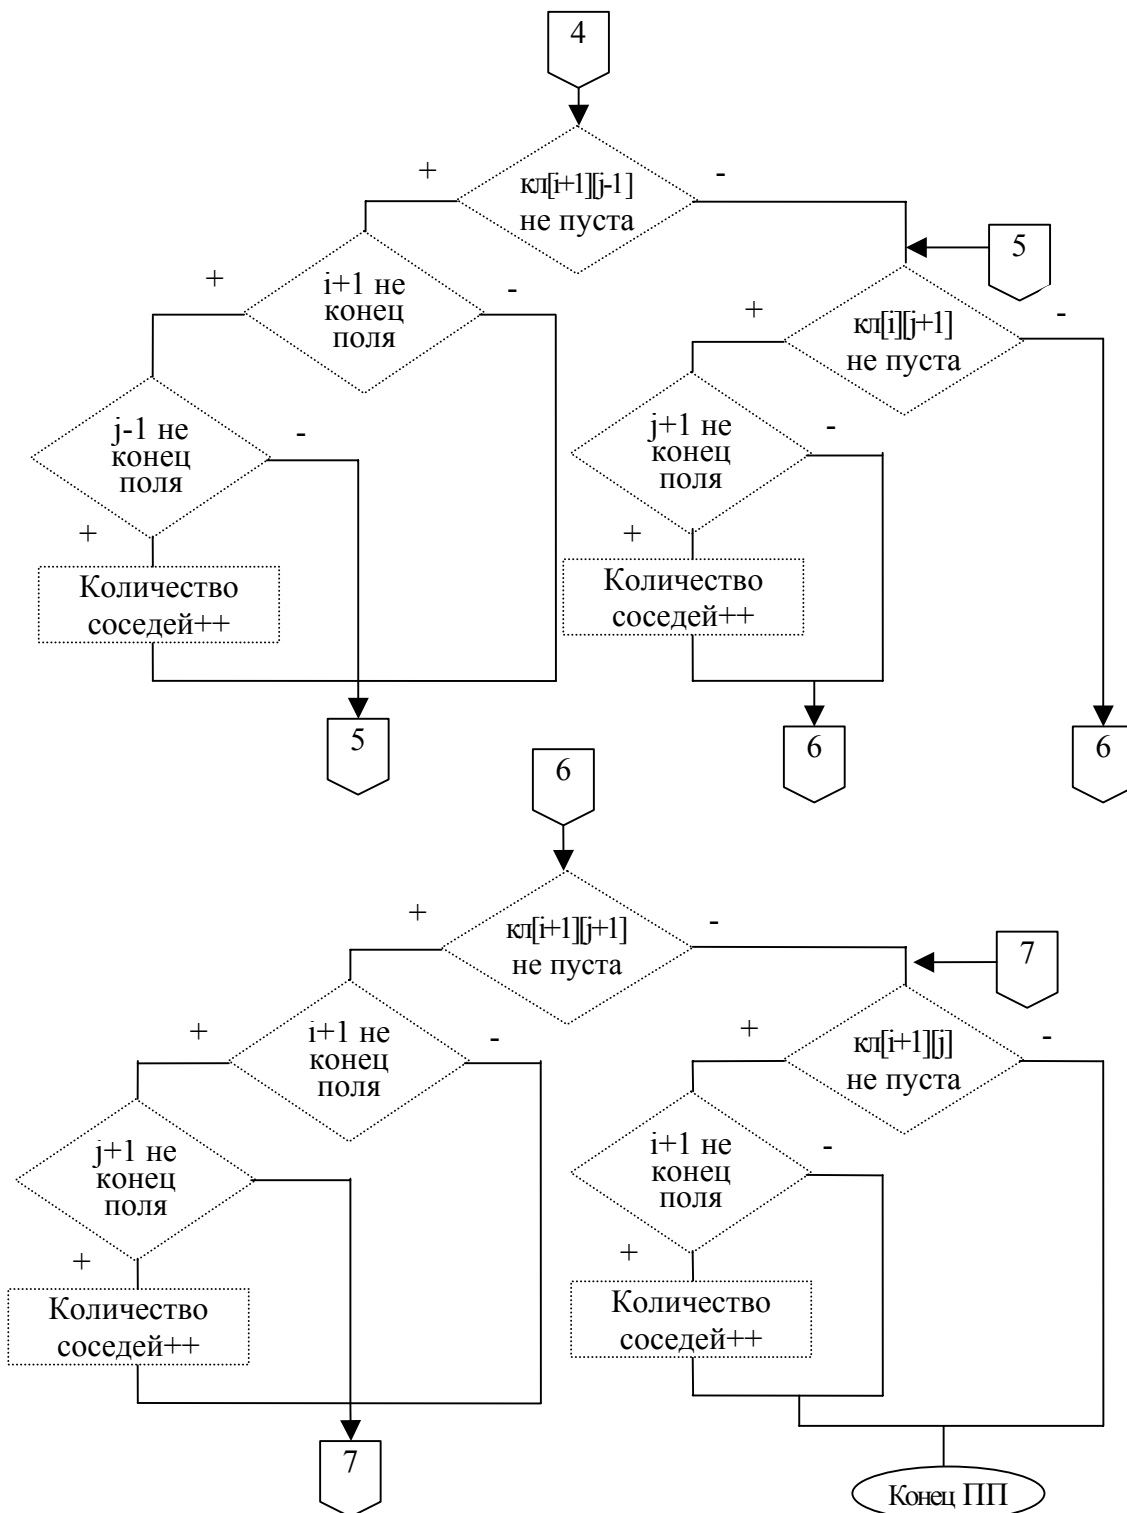 4
+
кл[i+1][j-1]
не пуста
-
5
+
i+1 не
конец
поля
-
+
кл[i][j+1]
не пуста
-
j-1 не
конец
поля
-
j+1 не
конец
поля
-
+
Количество
соседей++
+
Количество
соседей++
5
6
6
6
+
кл[i+1][j+1]
не пуста
-
7
+
i+1 не
конец
поля
-
+
кл[i+1][j]
не пуста
-
j+1 не
конец
поля
i+1 не
конец
поля
-
+
Количество
соседей++
+
Количество
соседей++
7
Конец ПП